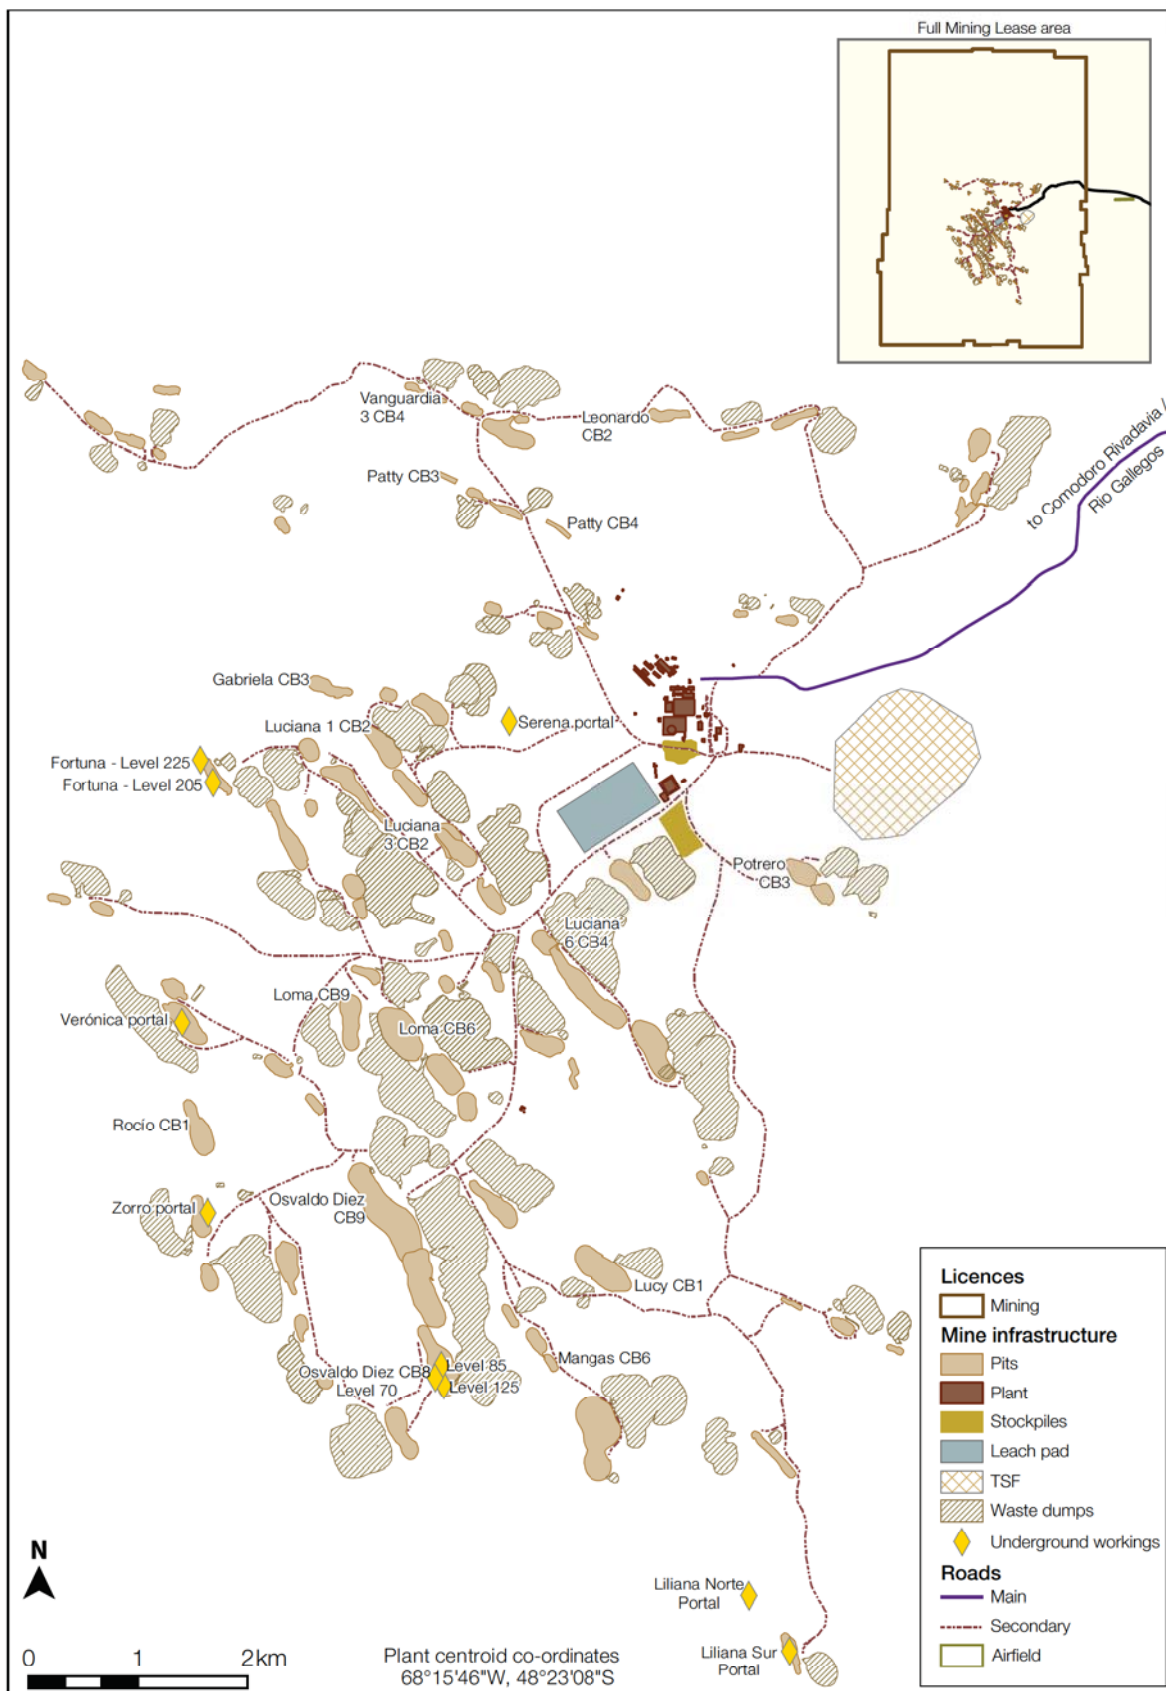 Full Mining Lease area
Vanguardia
3 CB4
Leonardo
CB2
to Comodoro Rivadavia /
Rio Gallegos
Patty CB3
Patty CB4
Gabriela CB3
Luciana 1 CB2
Serena portal
Fortuna - Level 225
Fortuna - Level 205
Luciana
3 CB2
Potrero
CB3
Luciana
6 CB4
Loma CB9
Verónica portal
Loma CB6
Rocío CB1
Zorro portal
Osvaldo Diez
CB9
Lucy CB1
Mangas CB6
Level 85
Osvaldo Diez CB8
Level 70
Level 125
Liliana Norte
Portal
Liliana Sur
Portal
Licences
Mining
Mine infrastructure
Pits
Plant
Stockpiles
Leach pad
TSF
Waste dumps
Underground workings
Roads
Main
Secondary
Airfield
N
0 1 2km
Plant centroid co-ordinates
68°15'46"W, 48°23'08"S